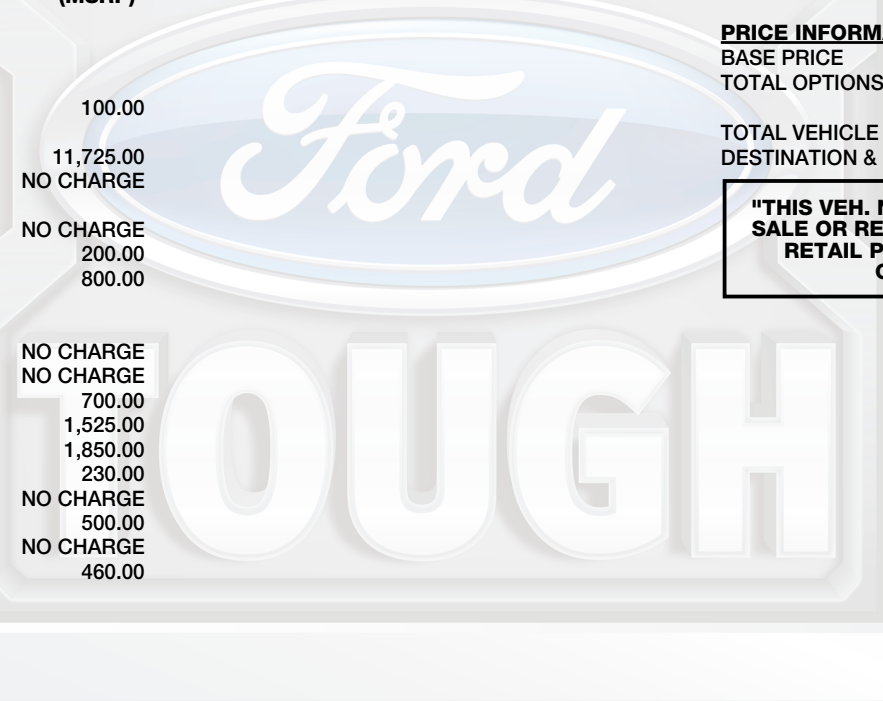 100.00
11,725.00
NO CHARGE
NO CHARGE
200.00
800.00
NO CHARGE
NO CHARGE
700.00
1,525.00
1,850.00
230.00
NO CHARGE
500.00
NO CHARGE
460.00
PRICE INFORM
BASE PRICE
TOTAL OPTIONS
TOTAL VEHICLE
DESTINATION &
"THIS VEH.
SALE OR RE
RETAIL P
Ford
TOUGH